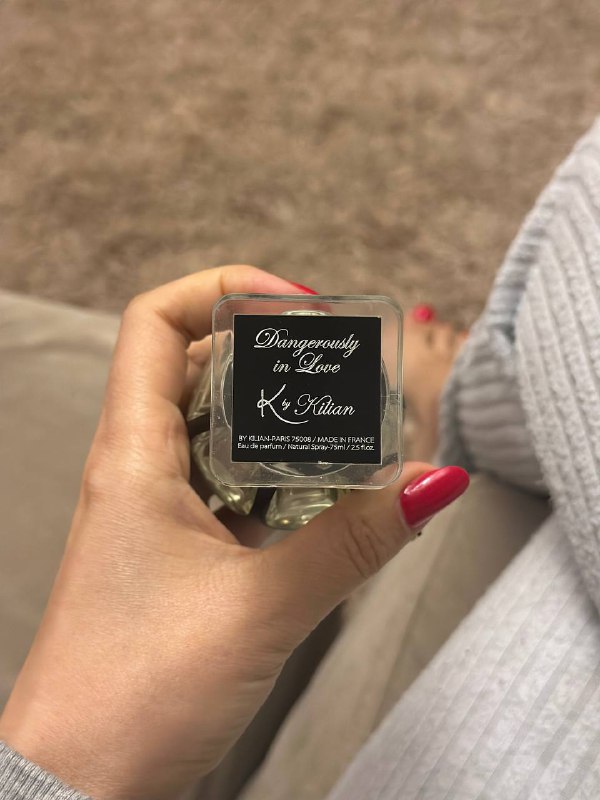 Dangerously
in Love
K by Kilian
BY KILIAN-PARIS 75008 / MADE IN FRANCE
Eau de parfum / Natural Spray-75ml / 2.5 fl.oz.